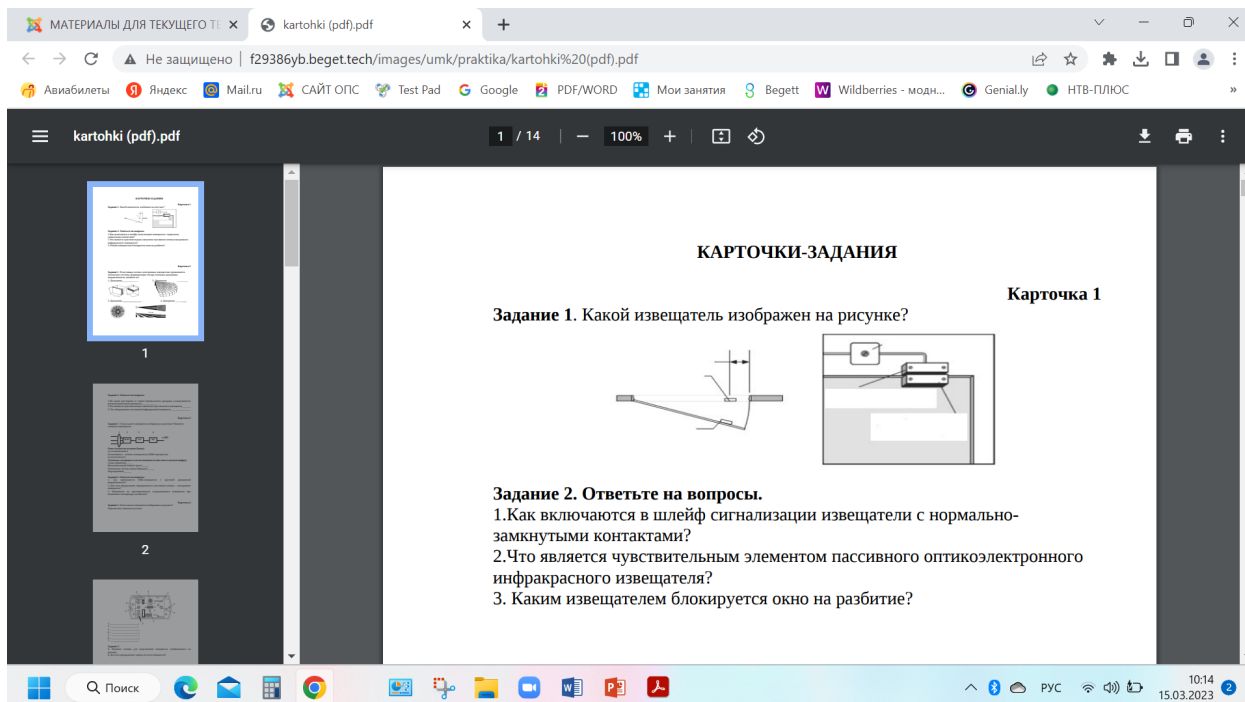 МАТЕРИАЛЫ ДЛЯ ТЕКУЩЕГО ТЕ
kartohki (pdf).pdf
Не защищено
f29386yb.beget.tech/images/umk/praktika/kartohki%20(pdf).pdf
Авиабилеты
Яндекс
Mail.ru
САЙТ ОПС
Test Pad
Google
PDF/WORD
Мои занятия
Begett
Wildberries - модн...
Genial.ly
НТВ-ПЛЮС
»
kartohki (pdf).pdf
1 / 14
100%
КАРТОЧКИ-ЗАДАНИЯ
Карточка 1
Задание 1. Какой извещатель изображен на рисунке?
Задание 2. Ответьте на вопросы.
1.Как включаются в шлейф сигнализации извещатели с нормально-
замкнутыми контактами?
2.Что является чувствительным элементом пассивного оптикоэлектронного
инфракрасного извещателя?
3. Каким извещателем блокируется окно на разбитие?
1
2
Поиск
РУС
10:14
15.03.2023
2